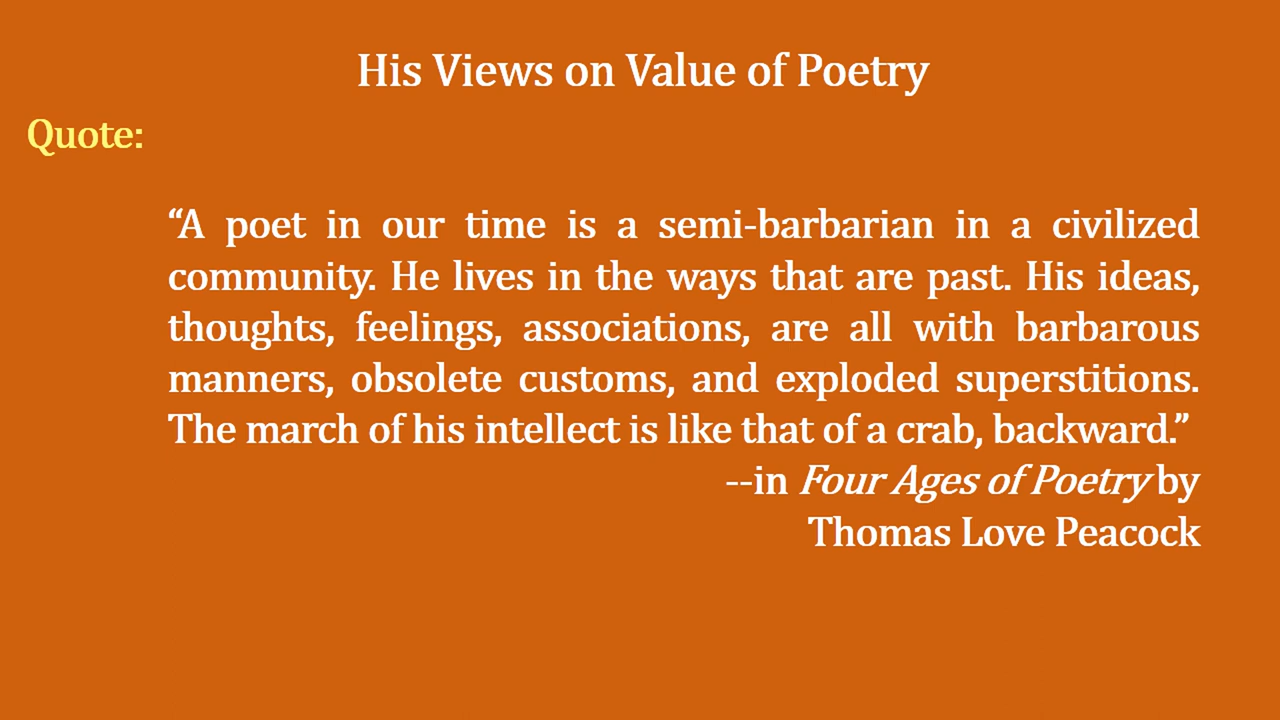 His Views on Value of Poetry
Quote:
“A poet in our time is a semi-barbarian in a civilized
community. He lives in the ways that are past. His ideas,
thoughts, feelings, associations, are all with barbarous
manners, obsolete customs, and exploded superstitions.
The march of his intellect is like that of a crab, backward.”
--in Four Ages of Poetry by
Thomas Love Peacock